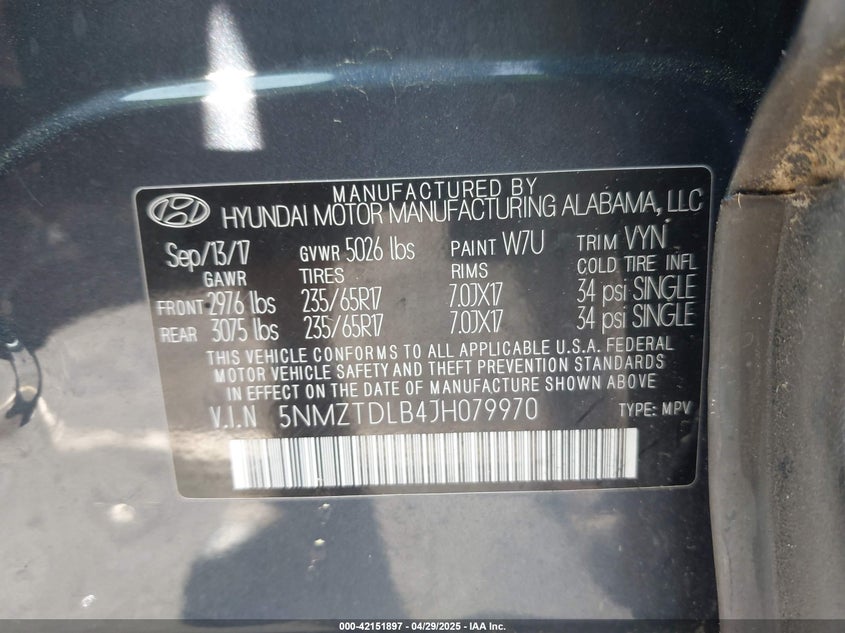 MANUFACTURED BY
HYUNDAI MOTOR MANUFACTURING ALABAMA, LLC
Sep/13/17 GVWR 5026 lbs PAINT W7U TRIM VYN
GAWR TIRES RIMS COLD TIRE INFL
FRONT 2976 lbs 235/65R17 7.0JX17 34 psi SINGLE
REAR 3075 lbs 235/65R17 7.0JX17 34 psi SINGLE
THIS VEHICLE CONFORMS TO ALL APPLICABLE U.S.A. FEDERAL
MOTOR VEHICLE SAFETY AND THEFT PREVENTION STANDARDS
IN EFFECT ON THE DATE OF MANUFACTURE SHOWN ABOVE
V.I.N 5NMZTDLB4JH079970 TYPE: MPV
000-42151897 - 04/29/2025 - IAA Inc.